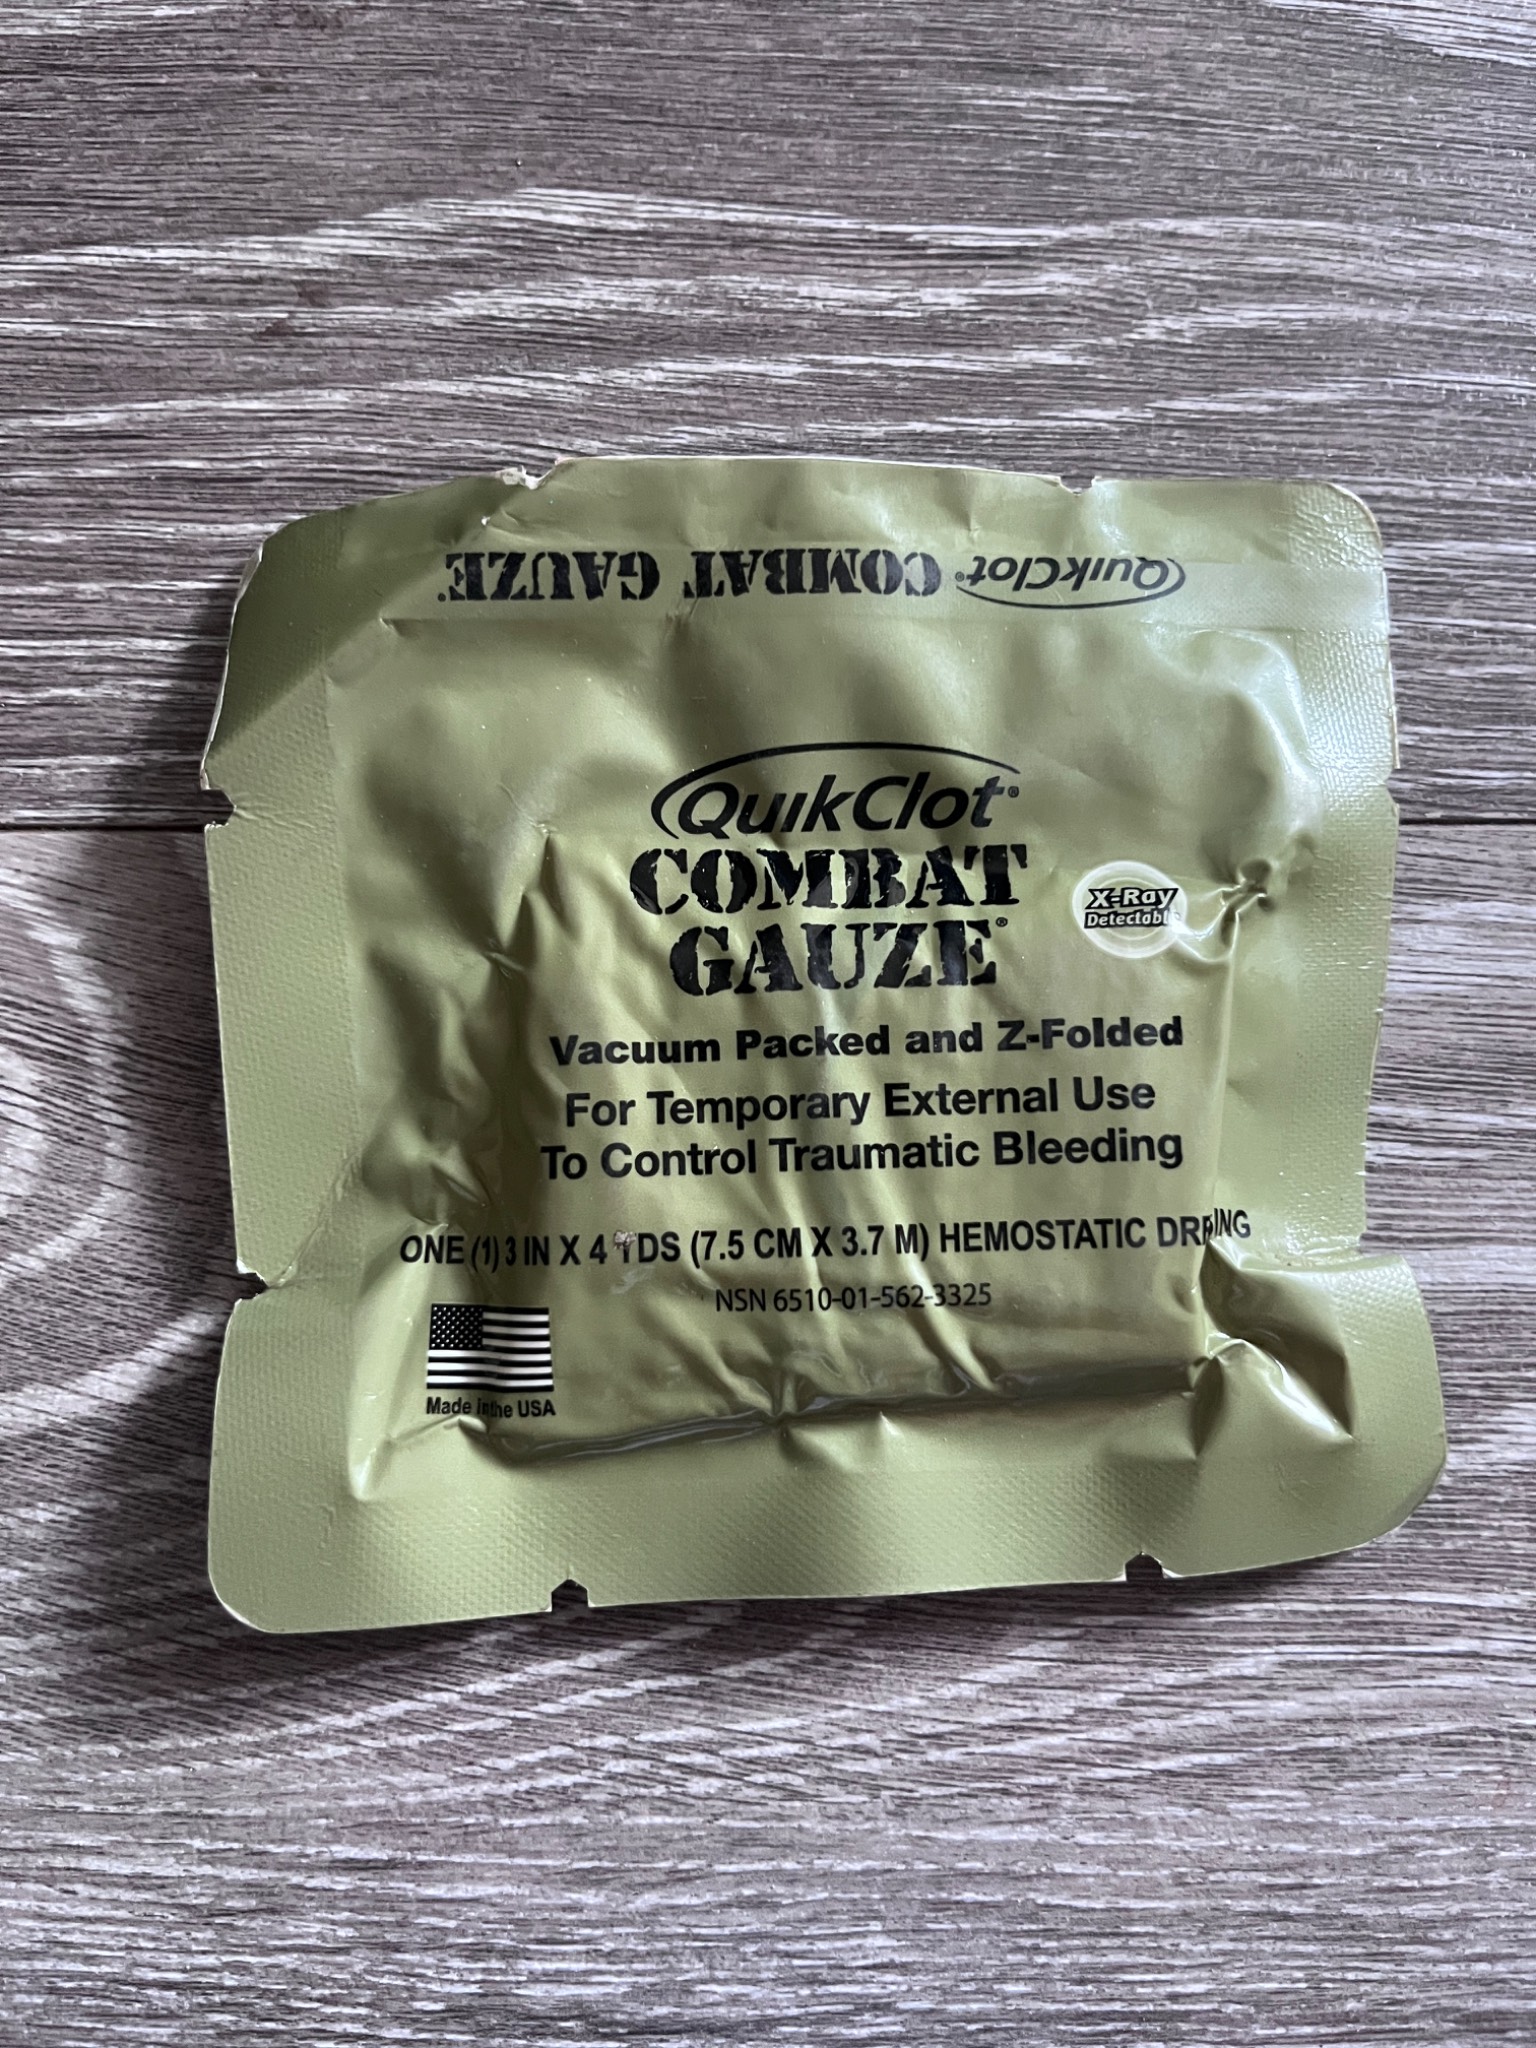 QuikClot® COMBAT GAUZE®
QuikClot®
COMBAT
GAUZE®
X-Ray
Detectable
Vacuum Packed and Z-Folded
For Temporary External Use
To Control Traumatic Bleeding
ONE (1) 3 IN X 4 YDS (7.5 CM X 3.7 M) HEMOSTATIC
NSN 6510-01-562-3325
Made in the USA